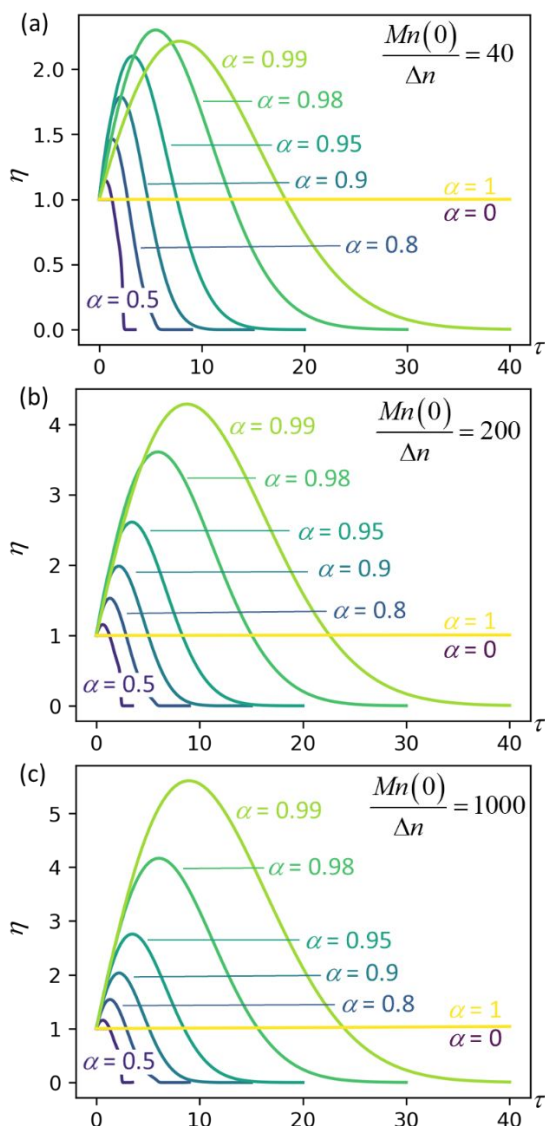 (a)
Mn(0)/Δn = 40
α = 0.99
α = 0.98
α = 0.95
α = 0.9
α = 0.8
α = 0.5
α = 1
α = 0
η
2.0
1.5
1.0
0.5
0.0
0 10 20 30 40 τ
(b)
Mn(0)/Δn = 200
α = 0.99
α = 0.98
α = 0.95
α = 0.9
α = 0.8
α = 0.5
α = 1
α = 0
η
4
3
2
1
0
0 10 20 30 40 τ
(c)
Mn(0)/Δn = 1000
α = 0.99
α = 0.98
α = 0.95
α = 0.9
α = 0.8
α = 0.5
α = 1
α = 0
η
5
4
3
2
1
0
0 10 20 30 40 τ